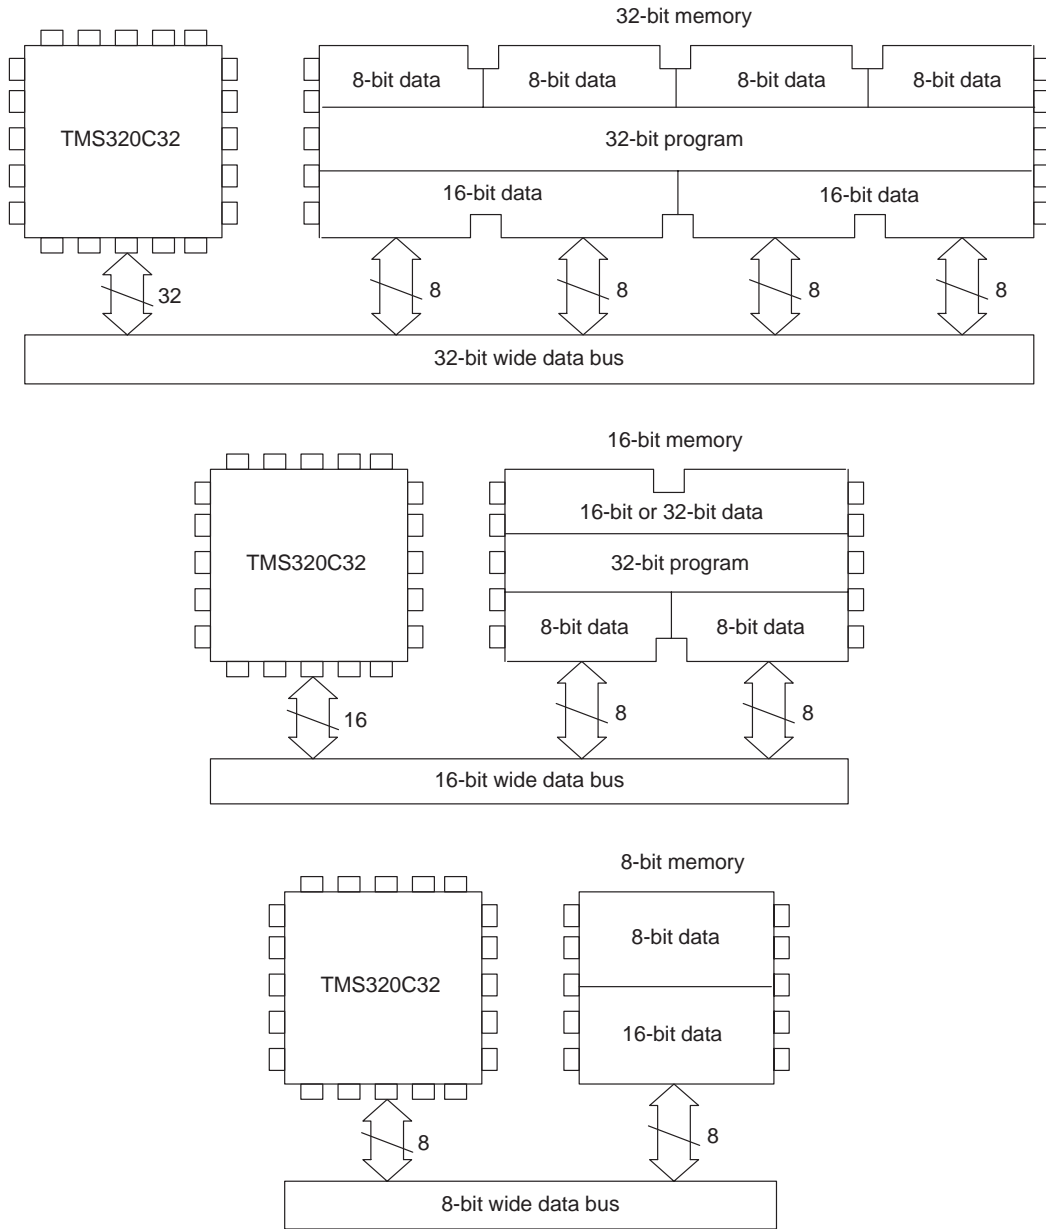 32-bit memory
8-bit data 8-bit data 8-bit data 8-bit data
TMS320C32
32-bit program
16-bit data 16-bit data
32 8 8 8 8
32-bit wide data bus
16-bit memory
16-bit or 32-bit data
TMS320C32 32-bit program
8-bit data 8-bit data
16 8 8
16-bit wide data bus
8-bit memory
8-bit data
TMS320C32
16-bit data
8 8
8-bit wide data bus